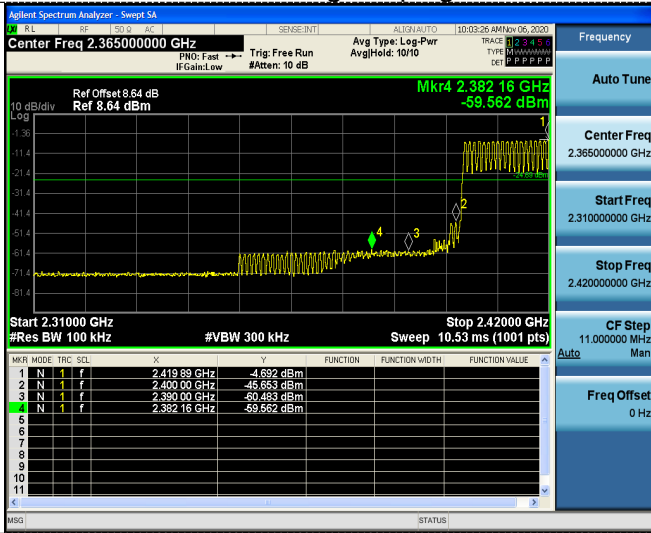 Agilent Spectrum Analyzer - Swept SA
RL RF 50 Ω AC SENSE:INT ALIGN AUTO 10:03:26 AM Nov 06, 2020
Center Freq 2.365000000 GHz
PNO: Fast
IFGain:Low
Trig: Free Run
#Atten: 10 dB
Avg Type: Log-Pwr
Avg|Hold: 10/10
TRACE 1 2 3 4 5 6
TYPE MWWWWW
DET P P P P P P
Ref Offset 8.64 dB
10 dB/div Ref 8.64 dBm
Log
Mkr4 2.382 16 GHz
-59.562 dBm
-1.36
-11.4
-21.4
-31.4
-41.4
-51.4
-61.4
-71.4
-81.4
1
2
3
4
-24.69 dBm
Start 2.31000 GHz Stop 2.42000 GHz
#Res BW 100 kHz #VBW 300 kHz Sweep 10.53 ms (1001 pts)
MKR MODE TRC SCL X Y FUNCTION FUNCTION WIDTH FUNCTION VALUE
1 N 1 f 2.419 89 GHz -4.692 dBm
2 N 1 f 2.400 00 GHz -45.653 dBm
3 N 1 f 2.390 00 GHz -60.483 dBm
4 N 1 f 2.382 16 GHz -59.562 dBm
5
6
7
8
9
10
11
MSG STATUS
Frequency
Auto Tune
Center Freq
2.365000000 GHz
Start Freq
2.310000000 GHz
Stop Freq
2.420000000 GHz
CF Step
11.000000 MHz
Auto Man
Freq Offset
0 Hz